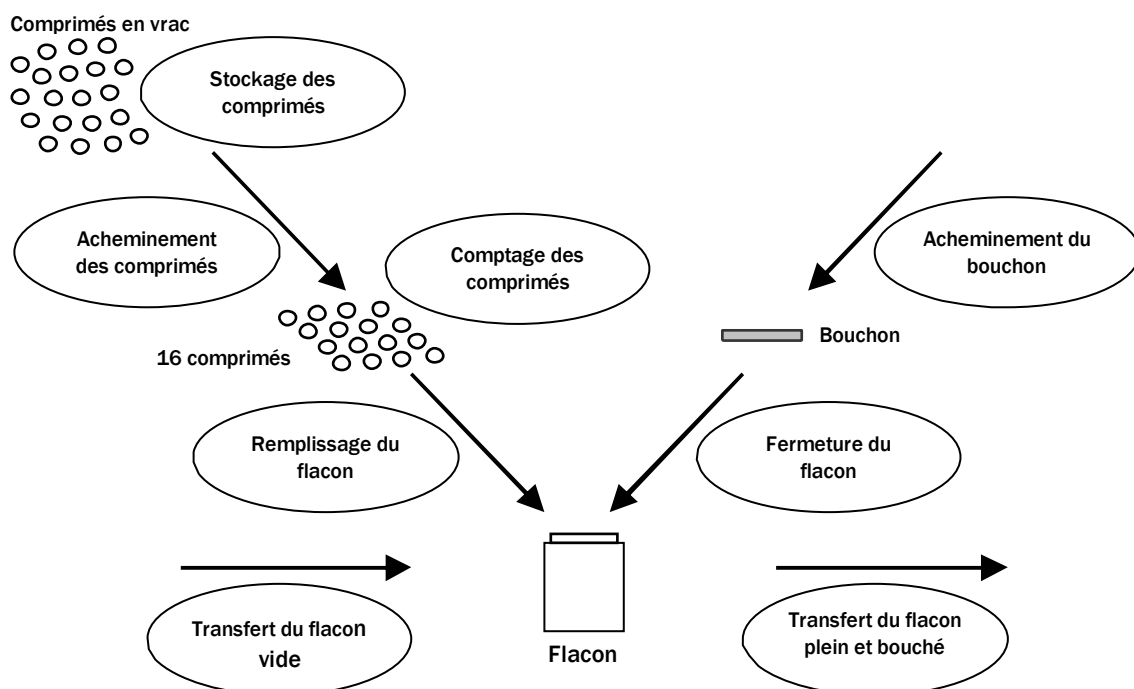 Comprimés en vrac
Stockage des
comprimés
Acheminement
des comprimés
Comptage des
comprimés
Acheminement du
bouchon
16 comprimés
Bouchon
Remplissage du
flacon
Fermeture du
flacon
Transfert du flacon
vide
Flacon
Transfert du flacon
plein et bouché